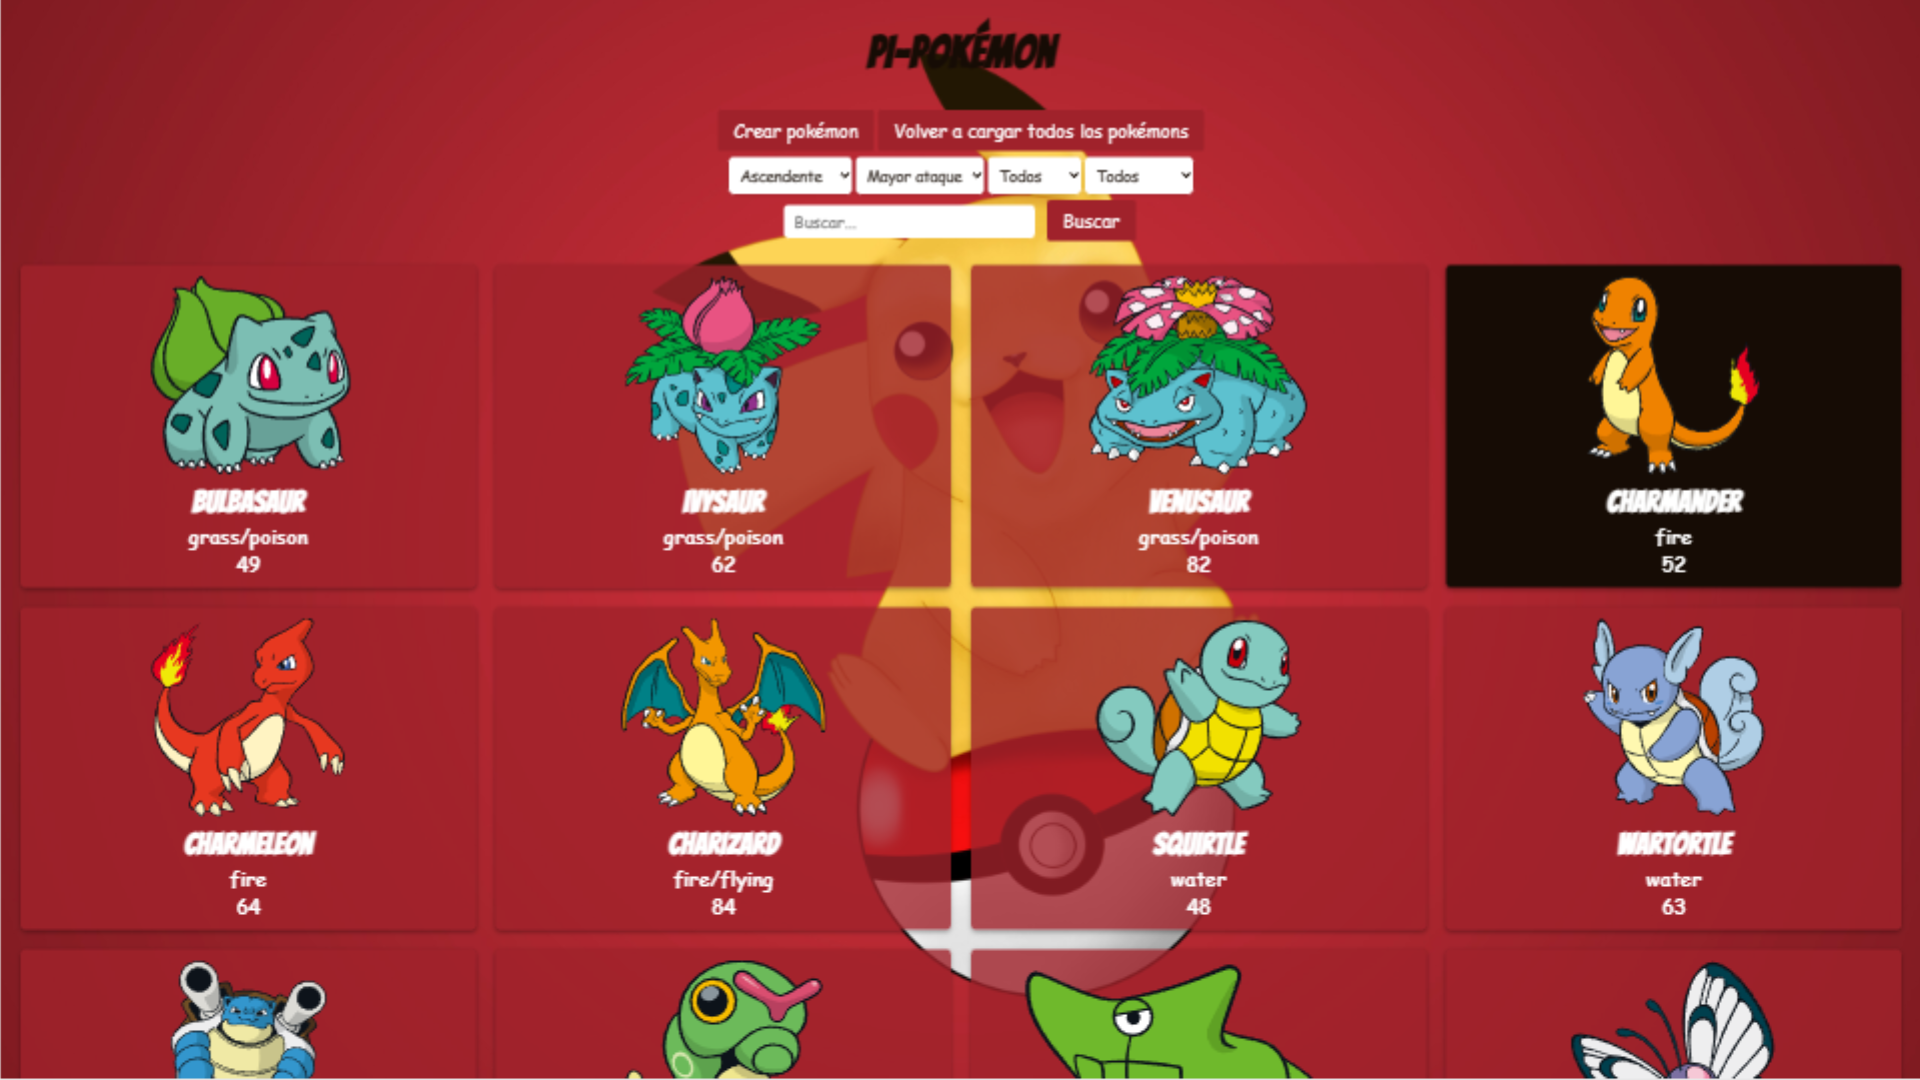 PI-POKÉMON
Crear pokémon Volver a cargar todos los pokémons
Ascendente Mayor ataque Todos Todos
Buscar... Buscar
BULBASAUR IVYSAUR VENUSAUR CHARMANDER
grass/poison grass/poison grass/poison fire
49 62 82 52
CHARMELEON CHARIZARD SQUIRTLE WARTORTLE
fire fire/flying water water
64 84 48 63